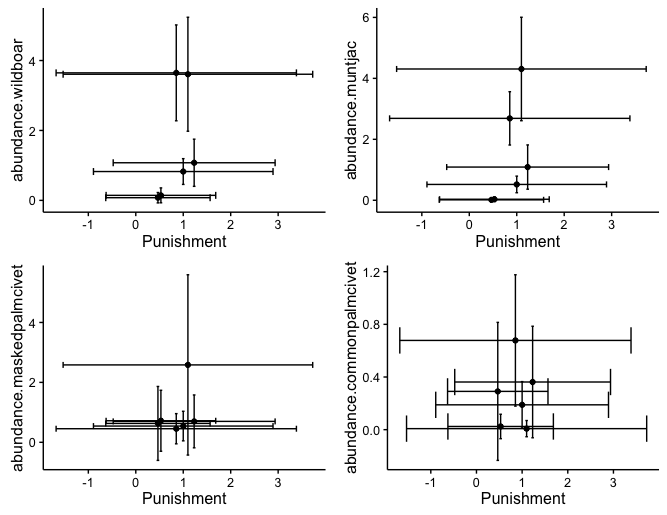 abundance.wildboar
4
2
0
-1 0 1 2 3
Punishment
abundance.muntjac
6
4
2
0
-1 0 1 2 3
Punishment
abundance.maskedpalmcivet
4
2
0
-1 0 1 2 3
Punishment
abundance.commonpalmcivet
1.2
0.8
0.4
0.0
-1 0 1 2 3
Punishment